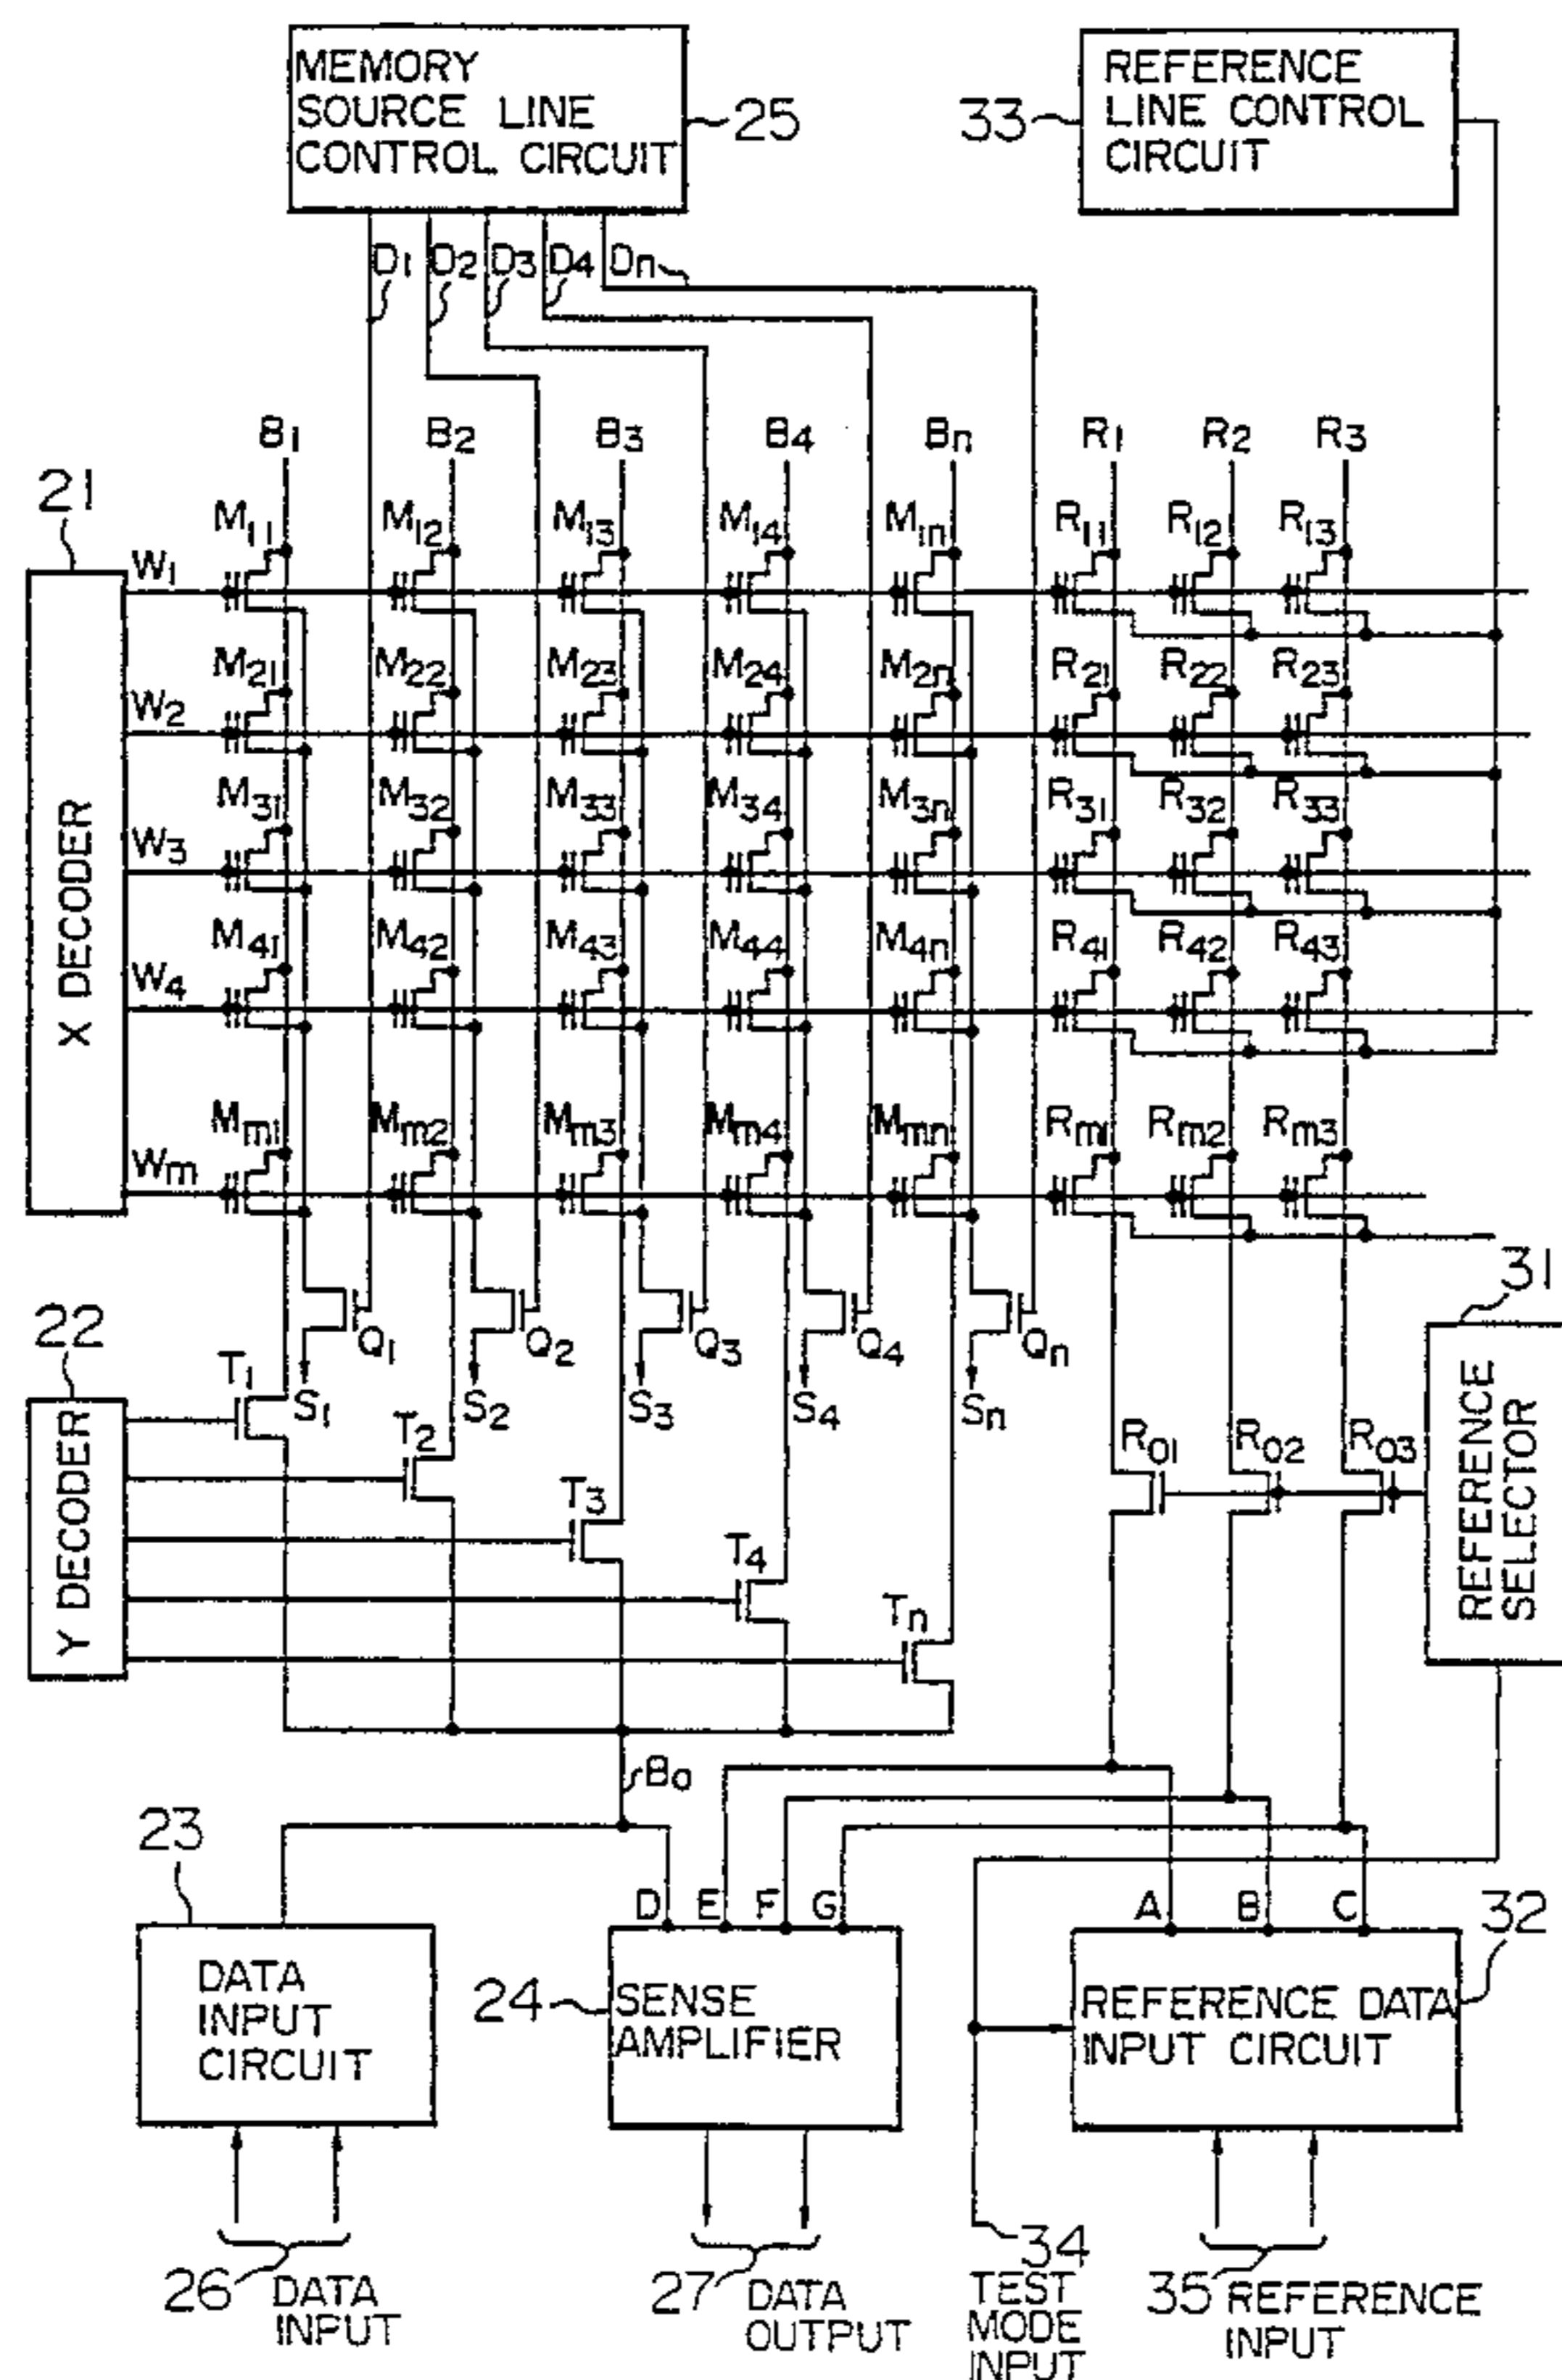 MEMORY
SOURCE LINE
CONTROL CIRCUIT
25
33
REFERENCE
LINE CONTROL
CIRCUIT
D1 D2 D3 D4 Dn
B1 B2 B3 B4 Bn R1 R2 R3
21
M11 M12 M13 M14 M1n R11 R12 R13
W1
M21 M22 M23 M24 M2n R21 R22 R23
W2
M31 M32 M33 M34 M3n R31 R32 R33
W3
M41 M42 M43 M44 M4n R41 R42 R43
W4
Mm1 Mm2 Mm3 Mm4 Mmn Rm1 Rm2 Rm3
Wm
X DECODER
31
22
Q1 Q2 Q3 Q4 Qn
T1
S1 S2 S3 S4 Sn
T2
R01 R02 R03
T3
T4
Tn
Y DECODER
REFERENCE
SELECTOR
B0
23
D E F G
A B C
32
DATA
INPUT
CIRCUIT
24
SENSE
AMPLIFIER
REFERENCE DATA
INPUT CIRCUIT
26
DATA
INPUT
27
DATA
OUTPUT
34
TEST
MODE
INPUT
35
REFERENCE
INPUT